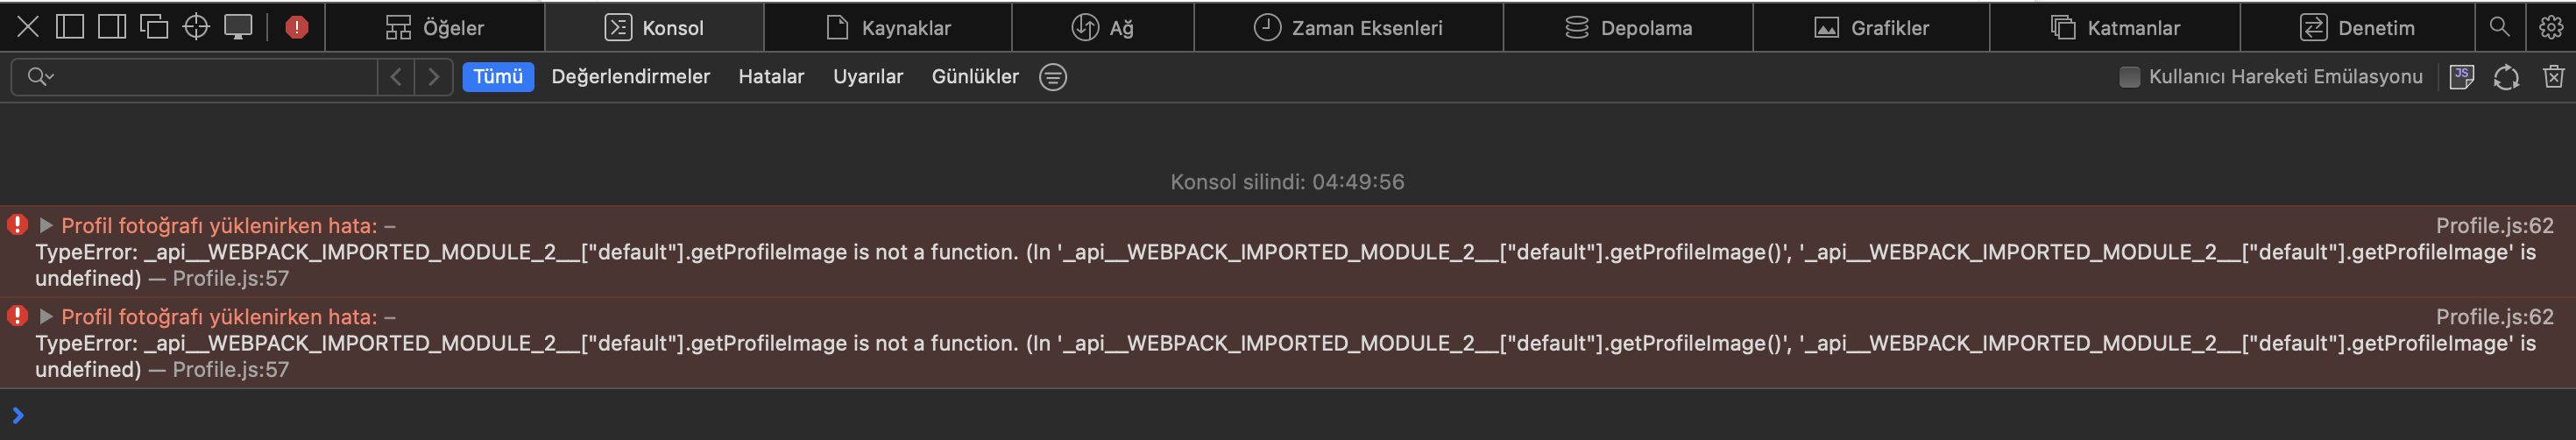 Öğeler Konsol Kaynaklar Ağ Zaman Eksenleri Depolama Grafikler Katmanlar Denetim
Tümü Değerlendirmeler Hatalar Uyarılar Günlükler Kullanıcı Hareketi Emülasyonu JS
Konsol silindi: 04:49:56
Profil fotoğrafı yüklenirken hata: – Profile.js:62
TypeError: _api__WEBPACK_IMPORTED_MODULE_2__["default"].getProfileImage is not a function. (In '_api__WEBPACK_IMPORTED_MODULE_2__["default"].getProfileImage()', '_api__WEBPACK_IMPORTED_MODULE_2__["default"].getProfileImage' is
undefined) — Profile.js:57
Profil fotoğrafı yüklenirken hata: – Profile.js:62
TypeError: _api__WEBPACK_IMPORTED_MODULE_2__["default"].getProfileImage is not a function. (In '_api__WEBPACK_IMPORTED_MODULE_2__["default"].getProfileImage()', '_api__WEBPACK_IMPORTED_MODULE_2__["default"].getProfileImage' is
undefined) — Profile.js:57